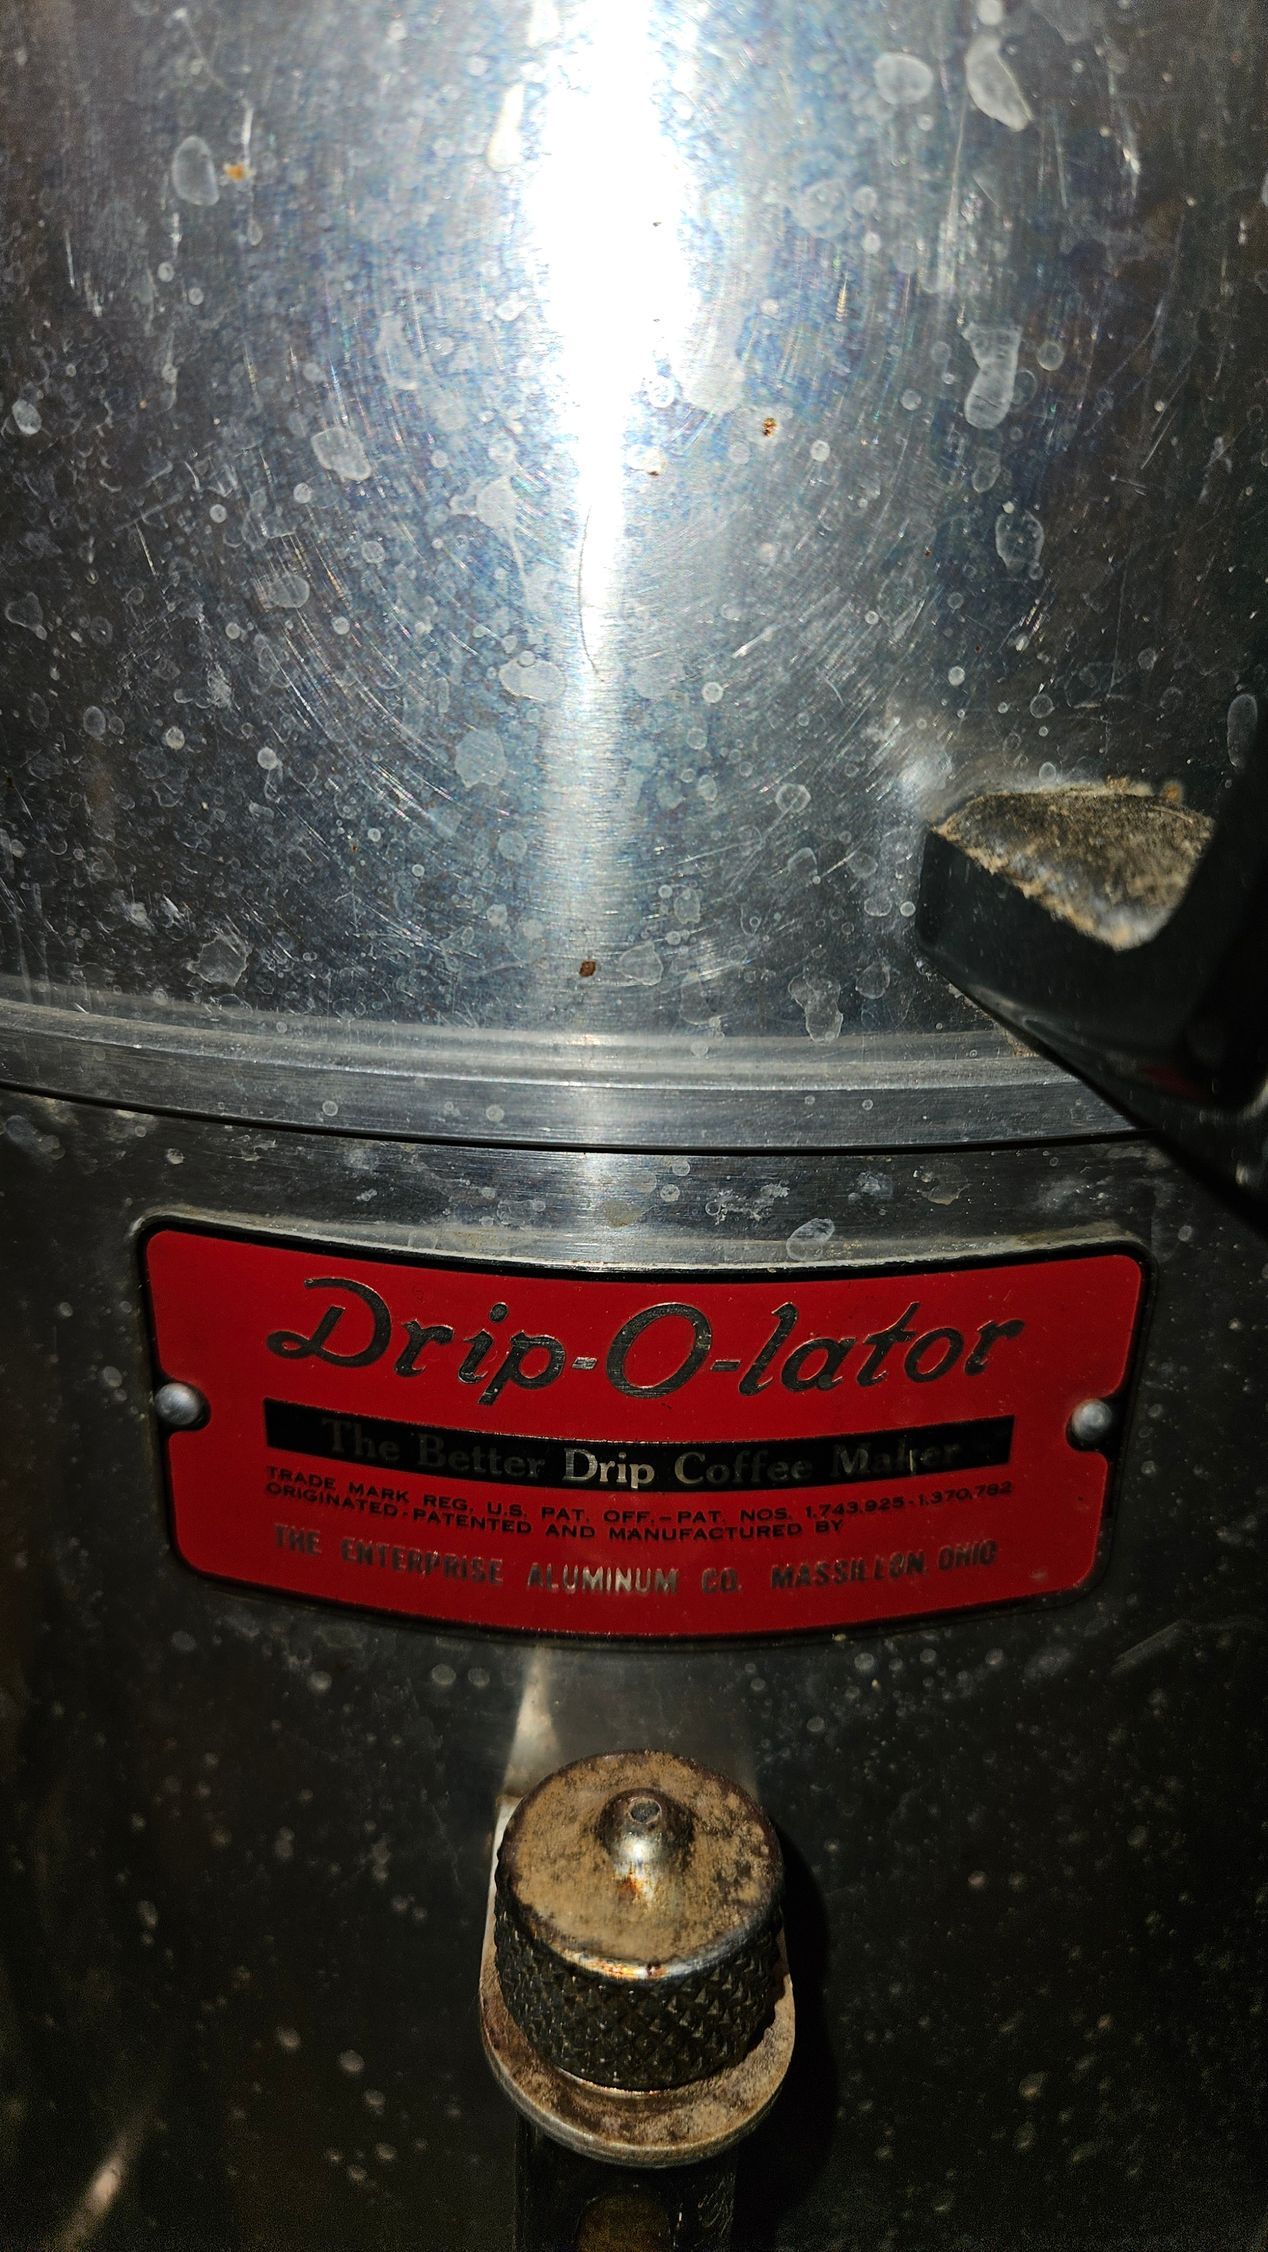 Drip-O-lator
The Better Drip Coffee Maker
TRADE MARK REG. U.S. PAT. OFF.-PAT. NOS. 1,743,925-1,370,782
ORIGINATED-PATENTED AND MANUFACTURED BY
THE ENTERPRISE ALUMINUM CO. MASSILLON, OHIO